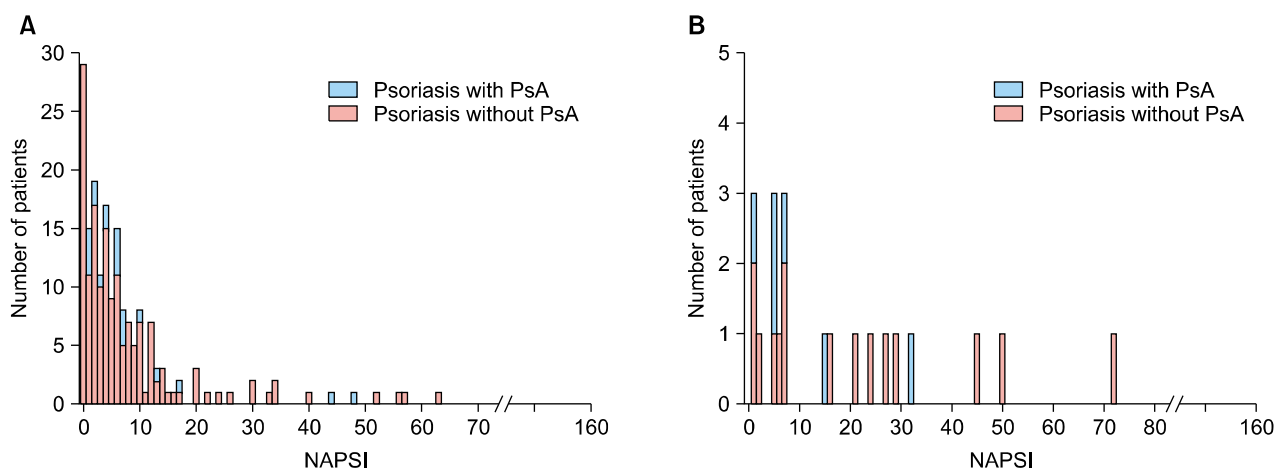 A
30
25
20
15
10
5
0
Number of patients
Psoriasis with PsA
Psoriasis without PsA
0 10 20 30 40 50 60 70 160
NAPSI
B
5
4
3
2
1
0
Number of patients
Psoriasis with PsA
Psoriasis without PsA
0 10 20 30 40 50 60 70 80 160
NAPSI